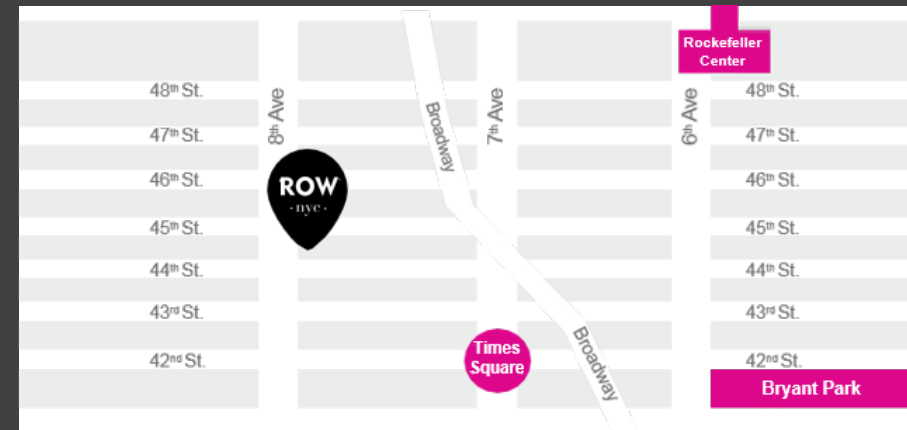 Rockefeller
Center
48th St.
8th Ave
Broadway
7th Ave
6th Ave
48th St.
47th St.
47th St.
46th St.
ROW
·nyc·
46th St.
45th St.
45th St.
44th St.
44th St.
43rd St.
43rd St.
42nd St.
Times
Square
Broadway
42nd St.
Bryant Park